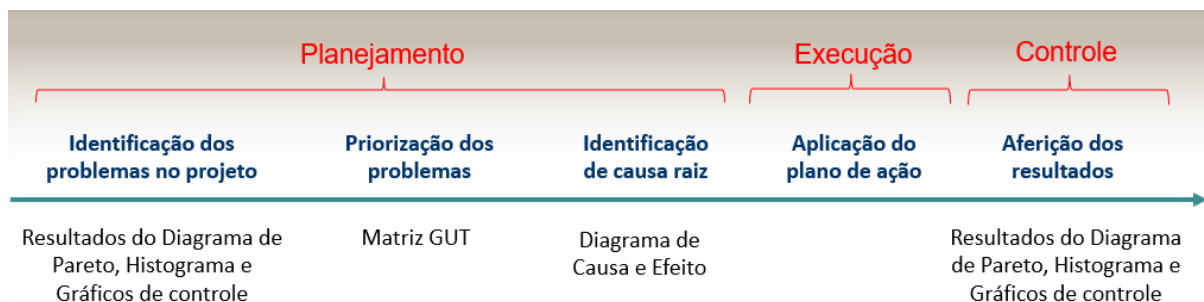 Planejamento
Execução
Controle
Identificação dos
problemas no projeto
Priorização dos
problemas
Identificação
de causa raiz
Aplicação do
plano de ação
Aferição dos
resultados
Resultados do Diagrama de
Pareto, Histograma e
Gráficos de controle
Matriz GUT
Diagrama de
Causa e Efeito
Resultados do Diagrama
de Pareto, Histograma e
Gráficos de controle